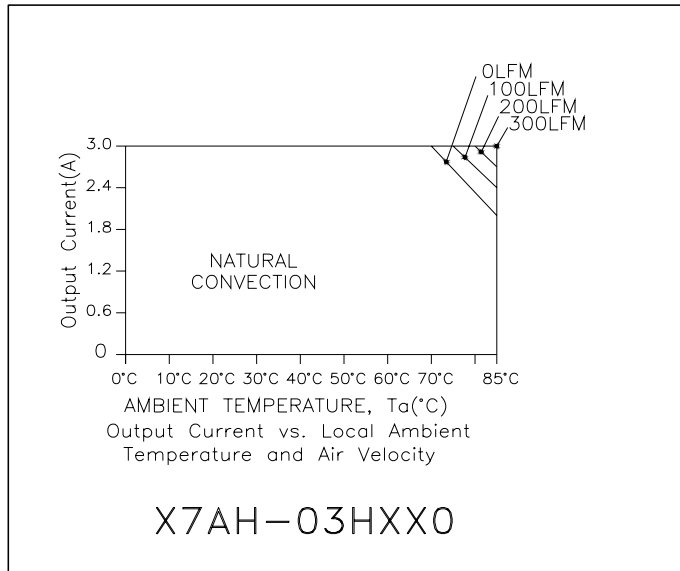 0LFM
100LFM
200LFM
300LFM
3.0
2.4
1.8
1.2
0.6
0
Output Current(A)
NATURAL
CONVECTION
0°C 10°C 20°C 30°C 40°C 50°C 60°C 70°C 85°C
AMBIENT TEMPERATURE, Ta(°C)
Output Current vs. Local Ambient
Temperature and Air Velocity
X7AH-03HXX0